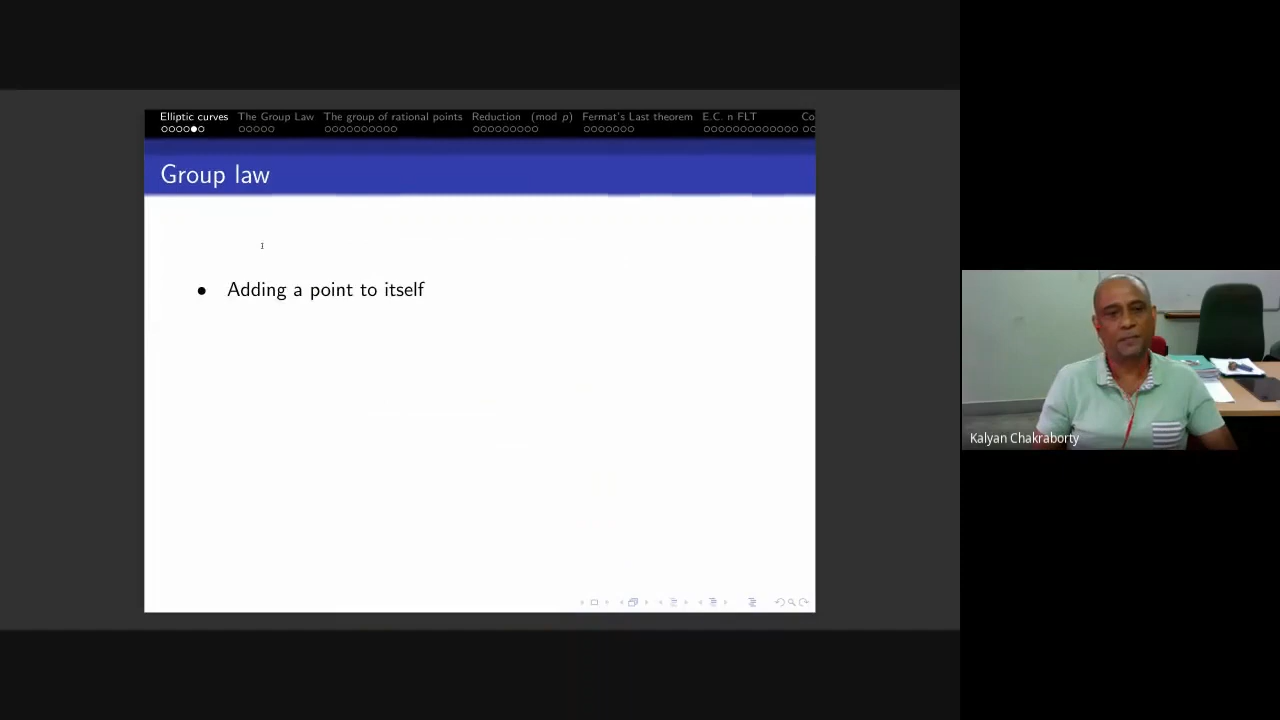 Elliptic curves The Group Law The group of rational points Reduction (mod p) Fermat's Last theorem E.C. n FLT Co
Group law
• Adding a point to itself
Kalyan Chakraborty